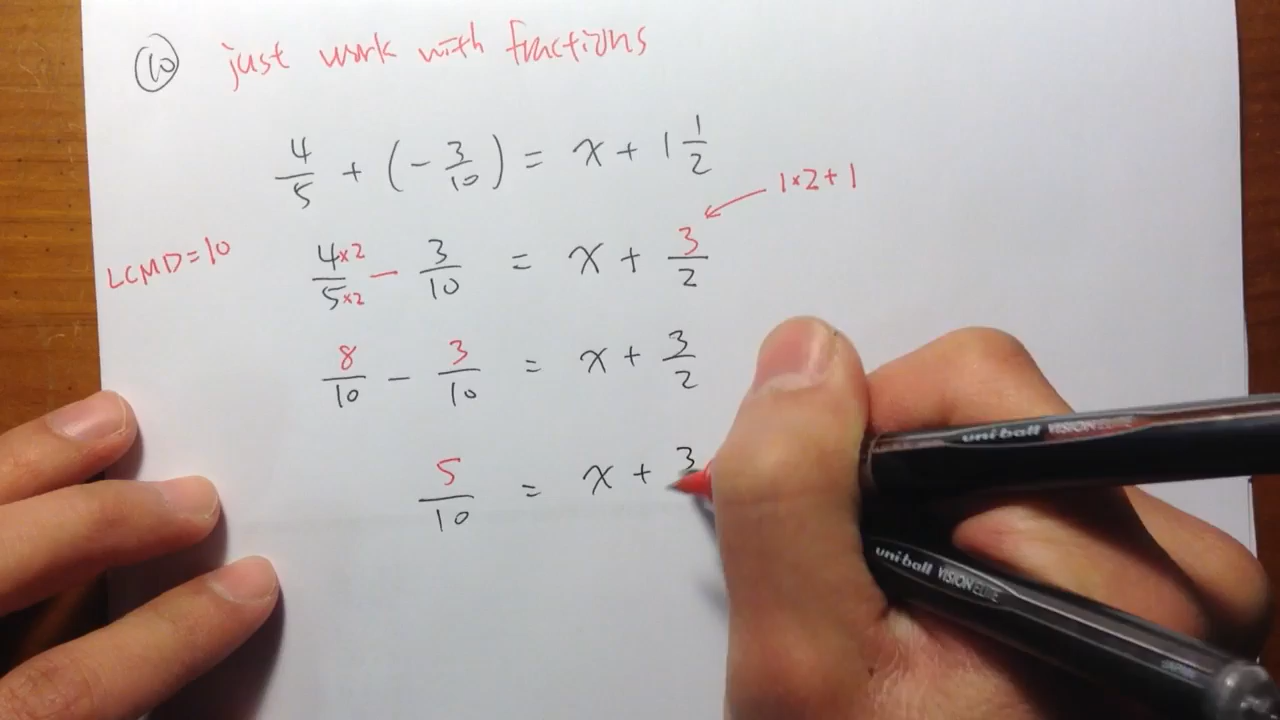 ⑩ just work with fractions
4/5 + (- 3/10) = x + 1 1/2
1×2+1
LCMD=10
4×2/5×2 - 3/10 = x + 3/2
8/10 - 3/10 = x + 3/2
5/10 = x + 3
uni-ball VISION ELITE
uni-ball VISION ELITE